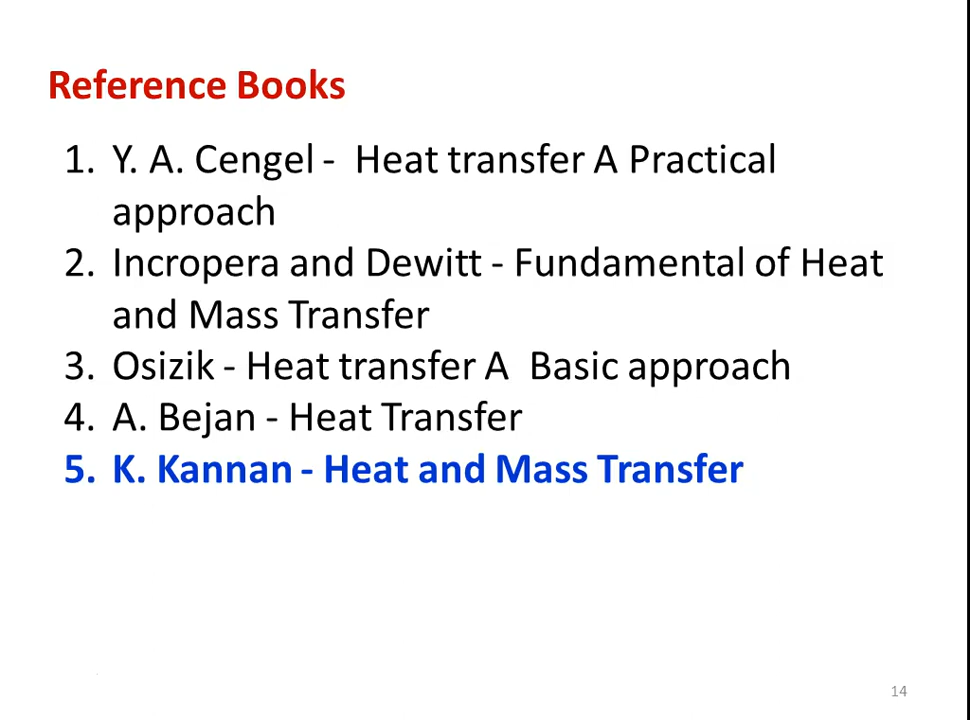 Reference Books
1. Y. A. Cengel - Heat transfer A Practical
approach
2. Incropera and Dewitt - Fundamental of Heat
and Mass Transfer
3. Osizik - Heat transfer A Basic approach
4. A. Bejan - Heat Transfer
5. K. Kannan - Heat and Mass Transfer
14